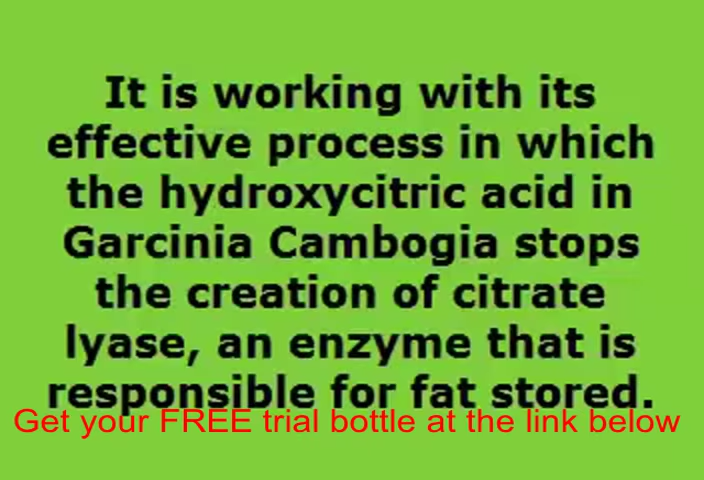 It is working with its
effective process in which
the hydroxycitric acid in
Garcinia Cambogia stops
the creation of citrate
lyase, an enzyme that is
responsible for fat stored.
Get your FREE trial bottle at the link below